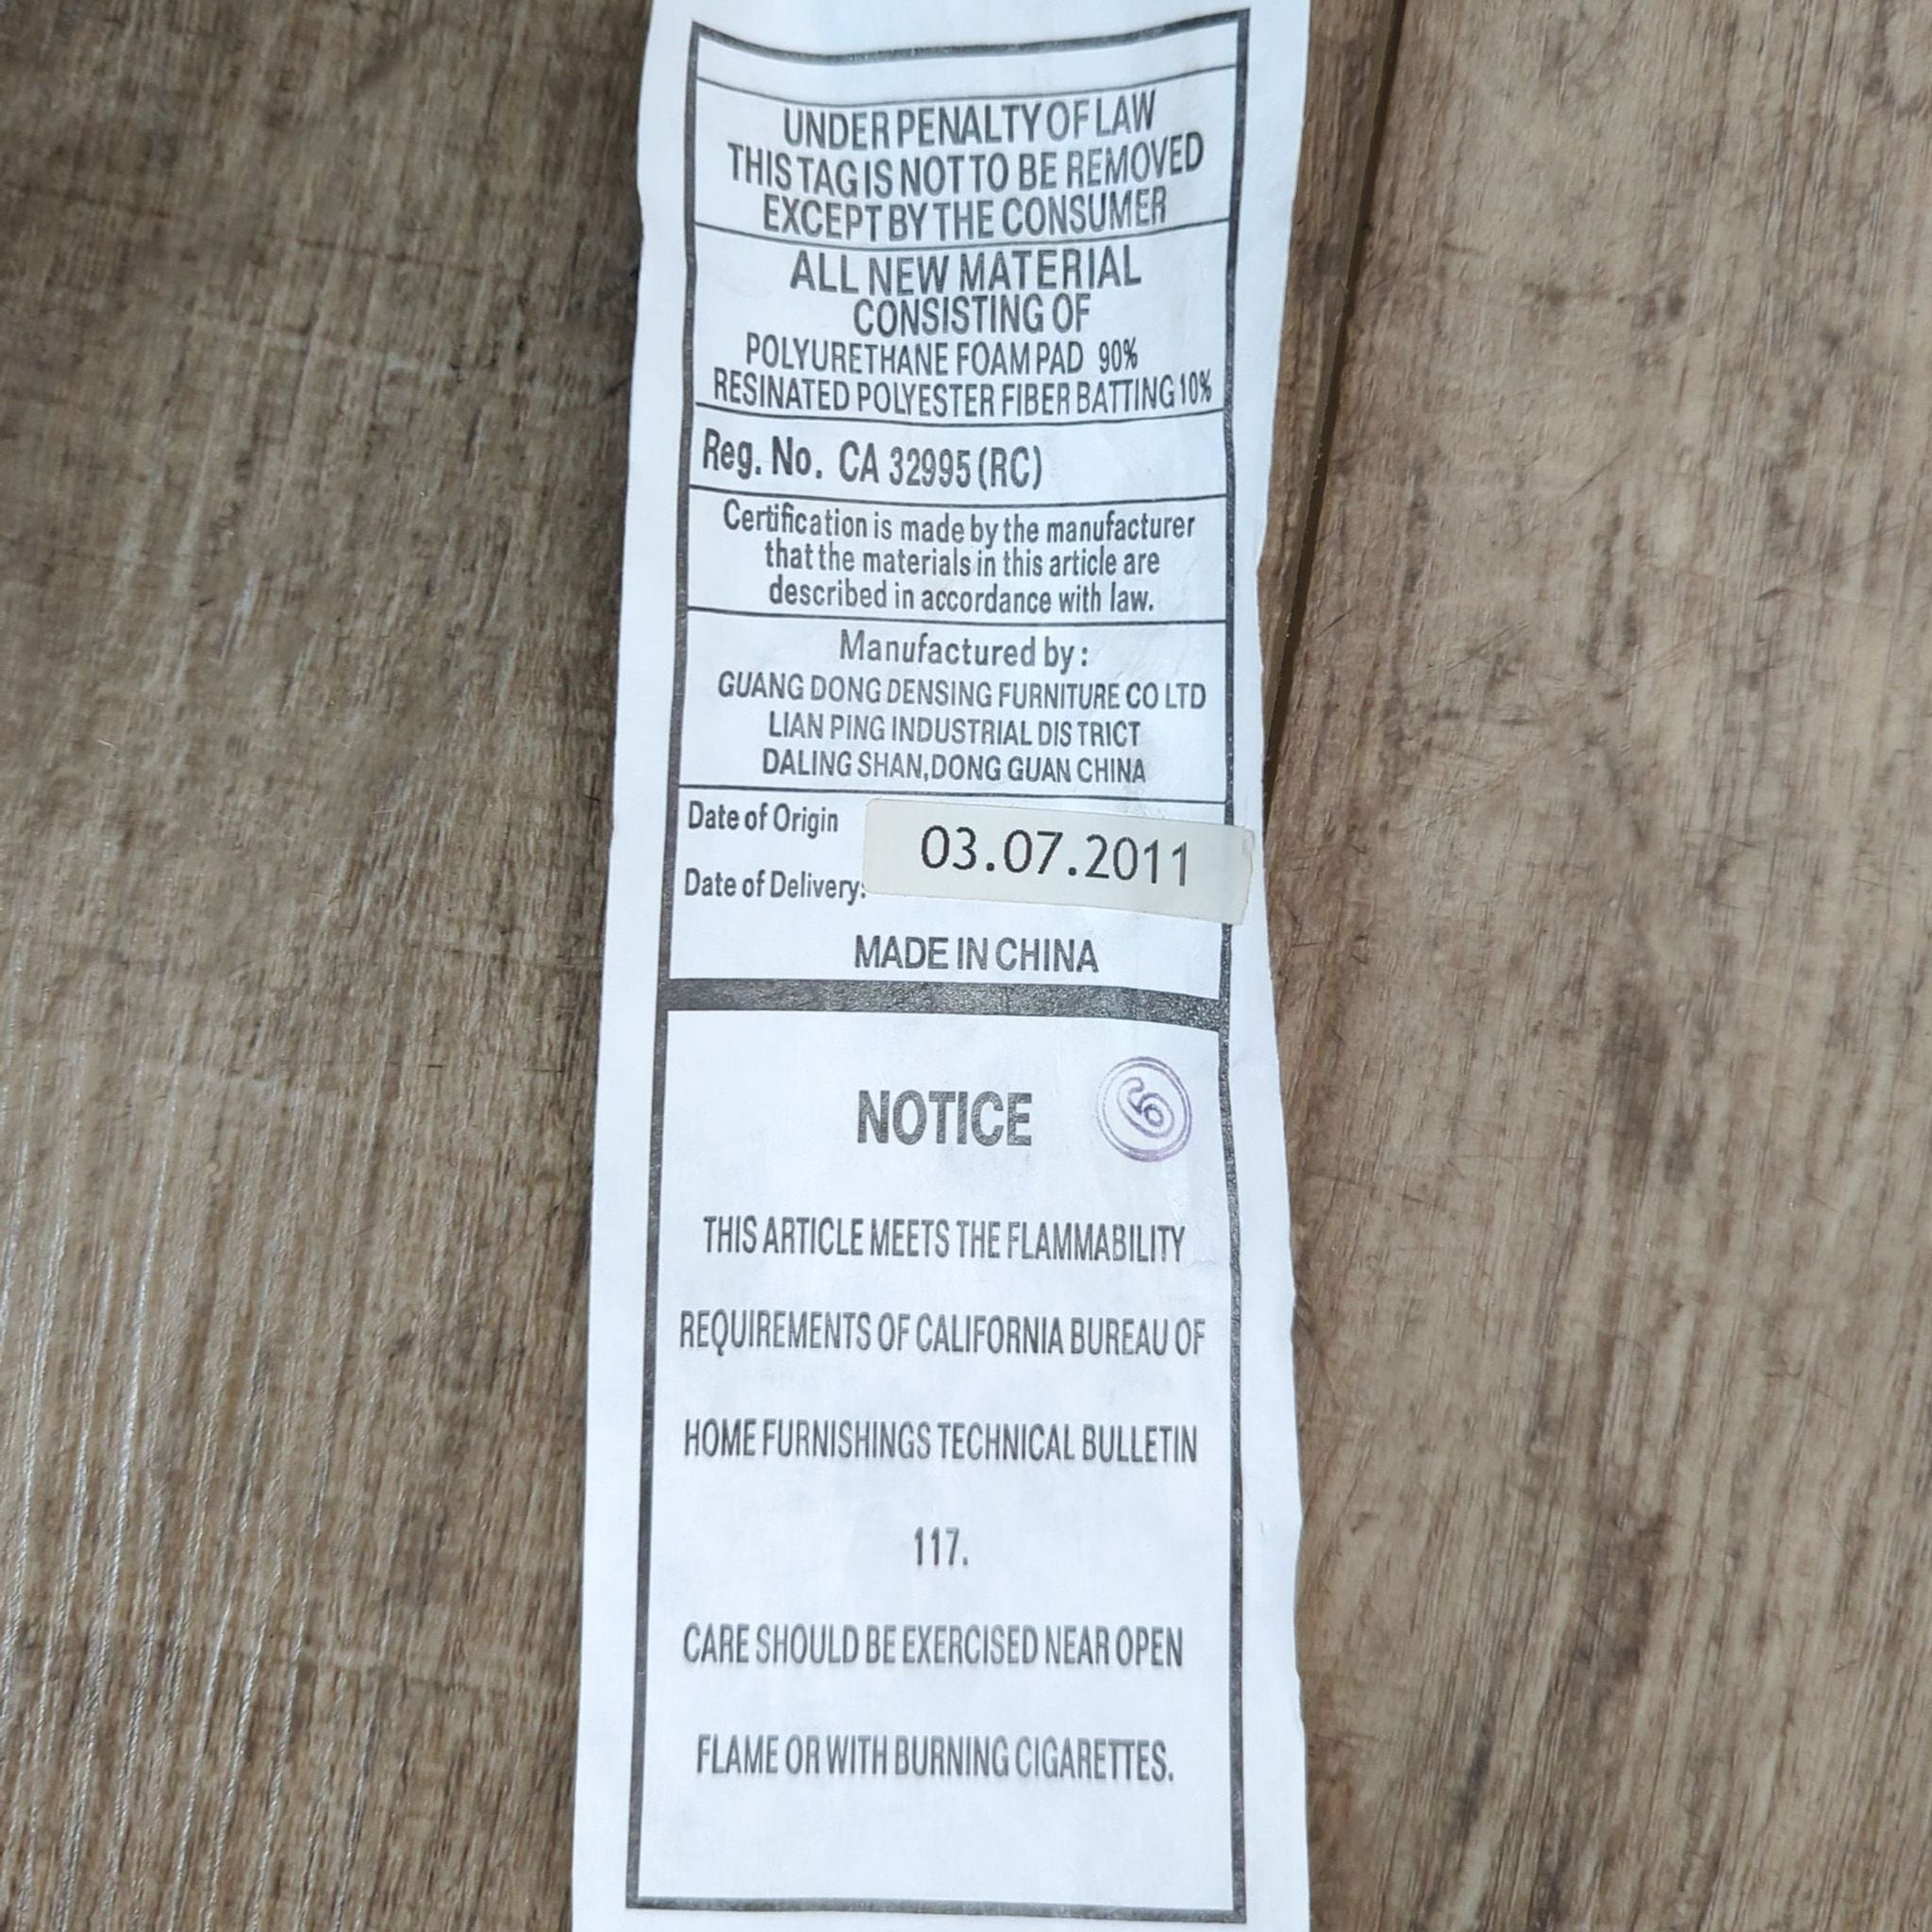 UNDER PENALTY OF LAW
THIS TAG IS NOT TO BE REMOVED
EXCEPT BY THE CONSUMER
ALL NEW MATERIAL
CONSISTING OF
POLYURETHANE FOAM PAD 90%
RESINATED POLYESTER FIBER BATTING 10%
Reg. No. CA 32995 (RC)
Certification is made by the manufacturer
that the materials in this article are
described in accordance with law.
Manufactured by:
GUANG DONG DENSING FURNITURE CO LTD
LIAN PING INDUSTRIAL DISTRICT
DALING SHAN, DONG GUAN CHINA
Date of Origin
03.07.2011
Date of Delivery:
MADE IN CHINA
NOTICE
THIS ARTICLE MEETS THE FLAMMABILITY
REQUIREMENTS OF CALIFORNIA BUREAU OF
HOME FURNISHINGS TECHNICAL BULLETIN
117.
CARE SHOULD BE EXERCISED NEAR OPEN
FLAME OR WITH BURNING CIGARETTES.